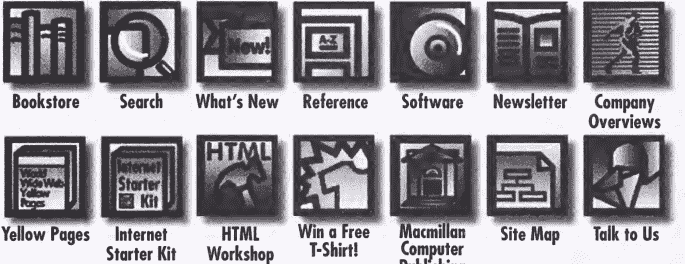 New!
A-Z
Bookstore
Search
What's New
Reference
Software
Newsletter
Company
Overviews
World
Wide Web
Yellow
Pages
Internet
Starter
Kit
HTML
Yellow Pages
Internet
Starter Kit
HTML
Workshop
Win a Free
T-Shirt!
Macmillan
Computer
Publishing
Site Map
Talk to Us